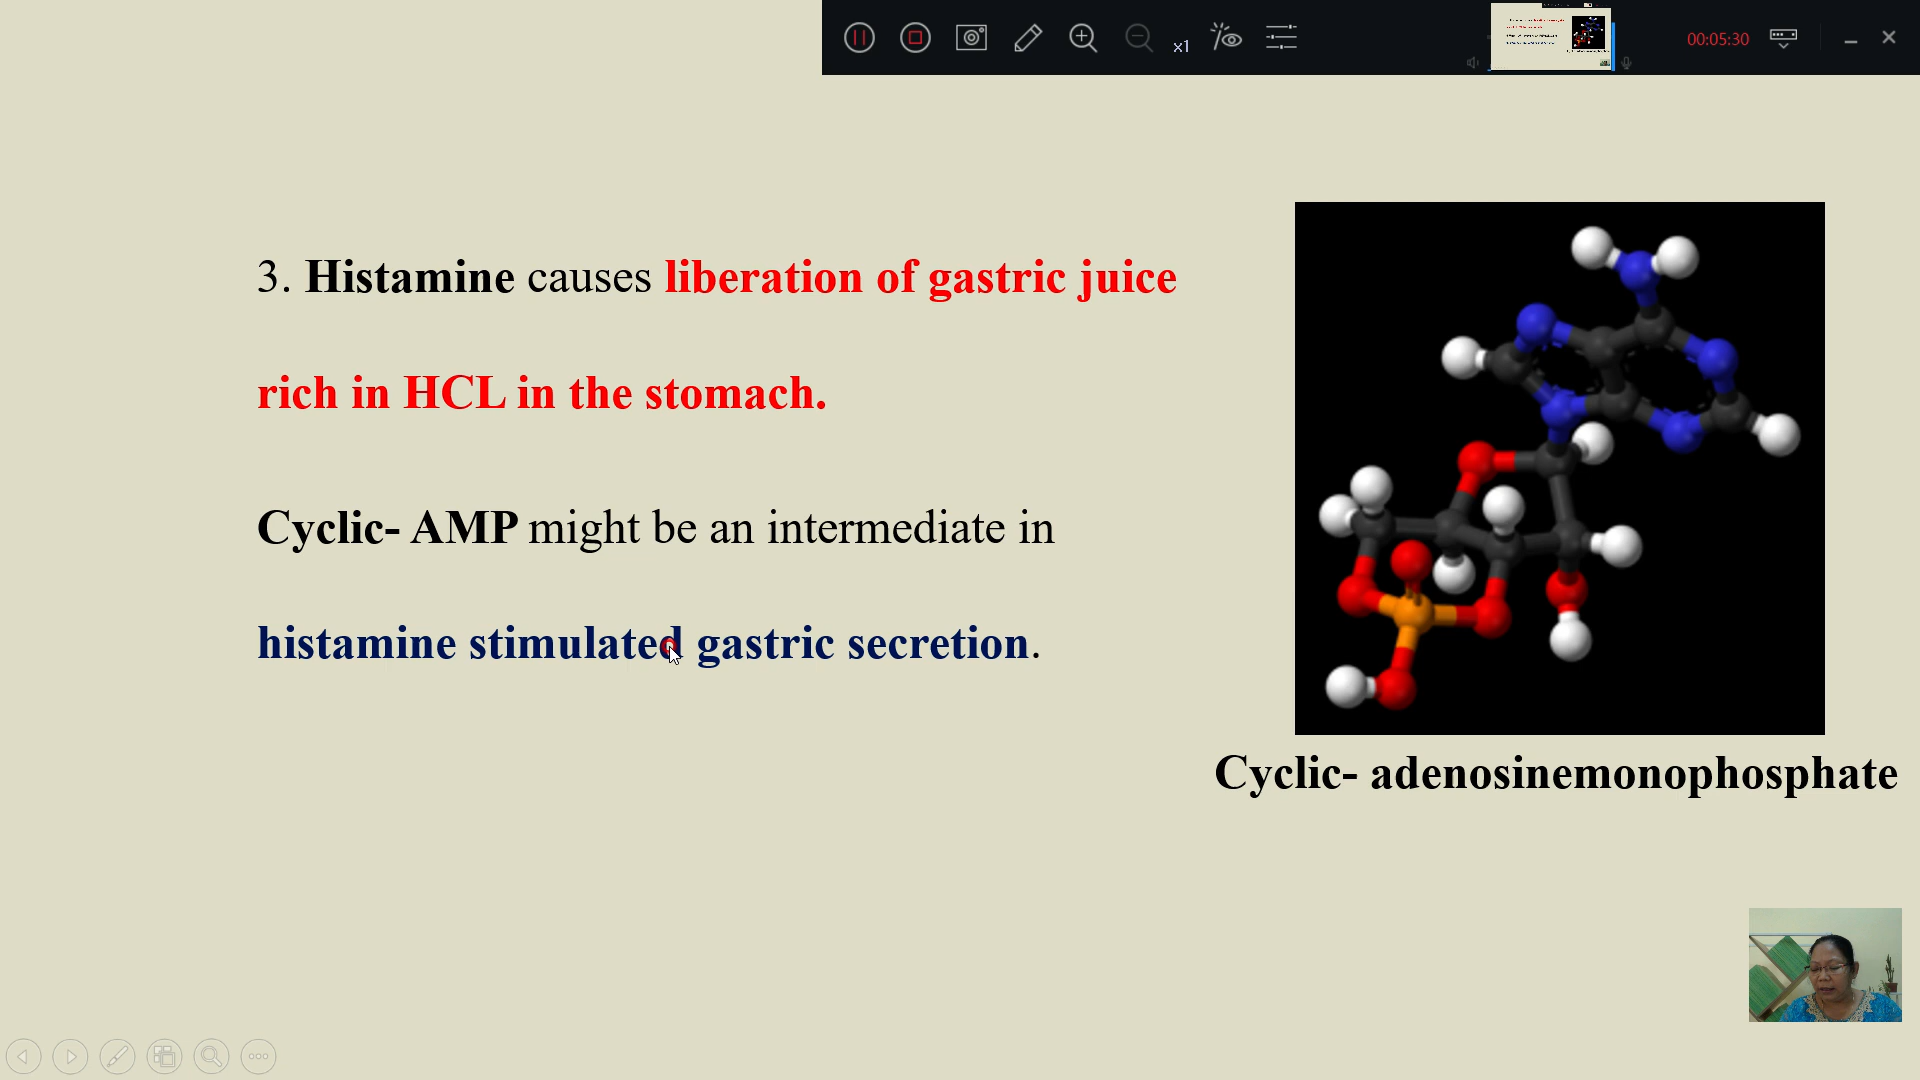 x1
00:05:30
3. Histamine causes liberation of gastric juice
rich in HCL in the stomach.
Cyclic- AMP might be an intermediate in
histamine stimulated gastric secretion.
Cyclic- adenosinemonophosphate